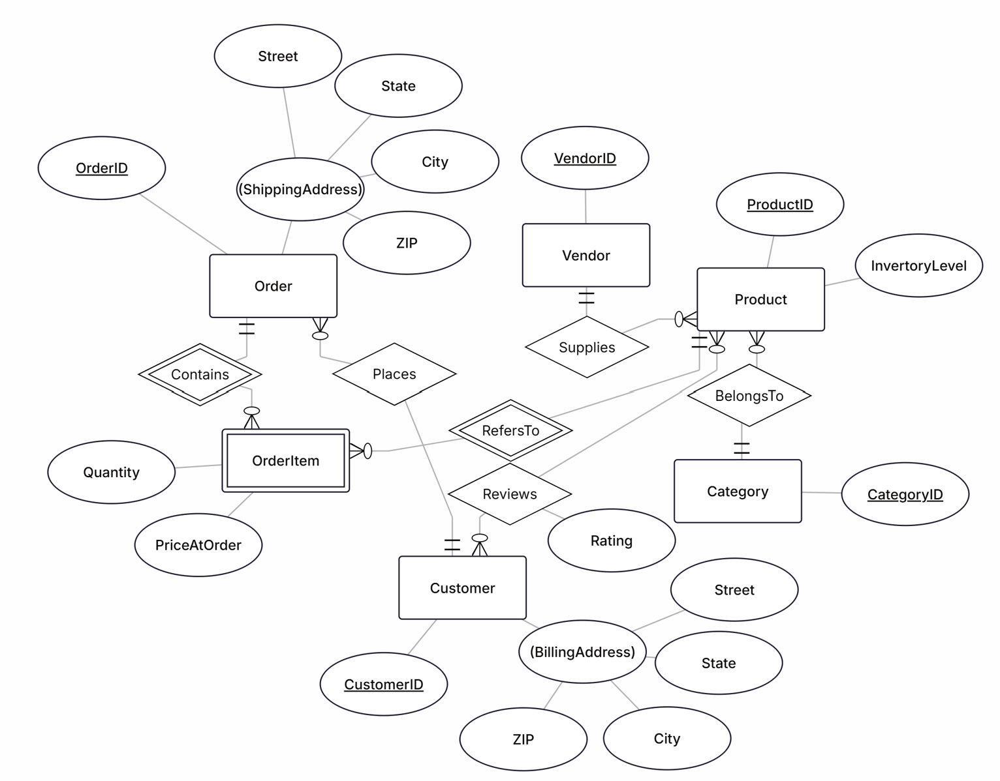 Street
State
OrderID
City
VendorID
(ShippingAddress)
ProductID
ZIP
InvertoryLevel
Order
Vendor
Product
Contains
Places
Supplies
BelongsTo
RefersTo
OrderItem
Quantity
Reviews
Category
CategoryID
PriceAtOrder
Rating
Customer
Street
(BillingAddress)
State
CustomerID
ZIP
City